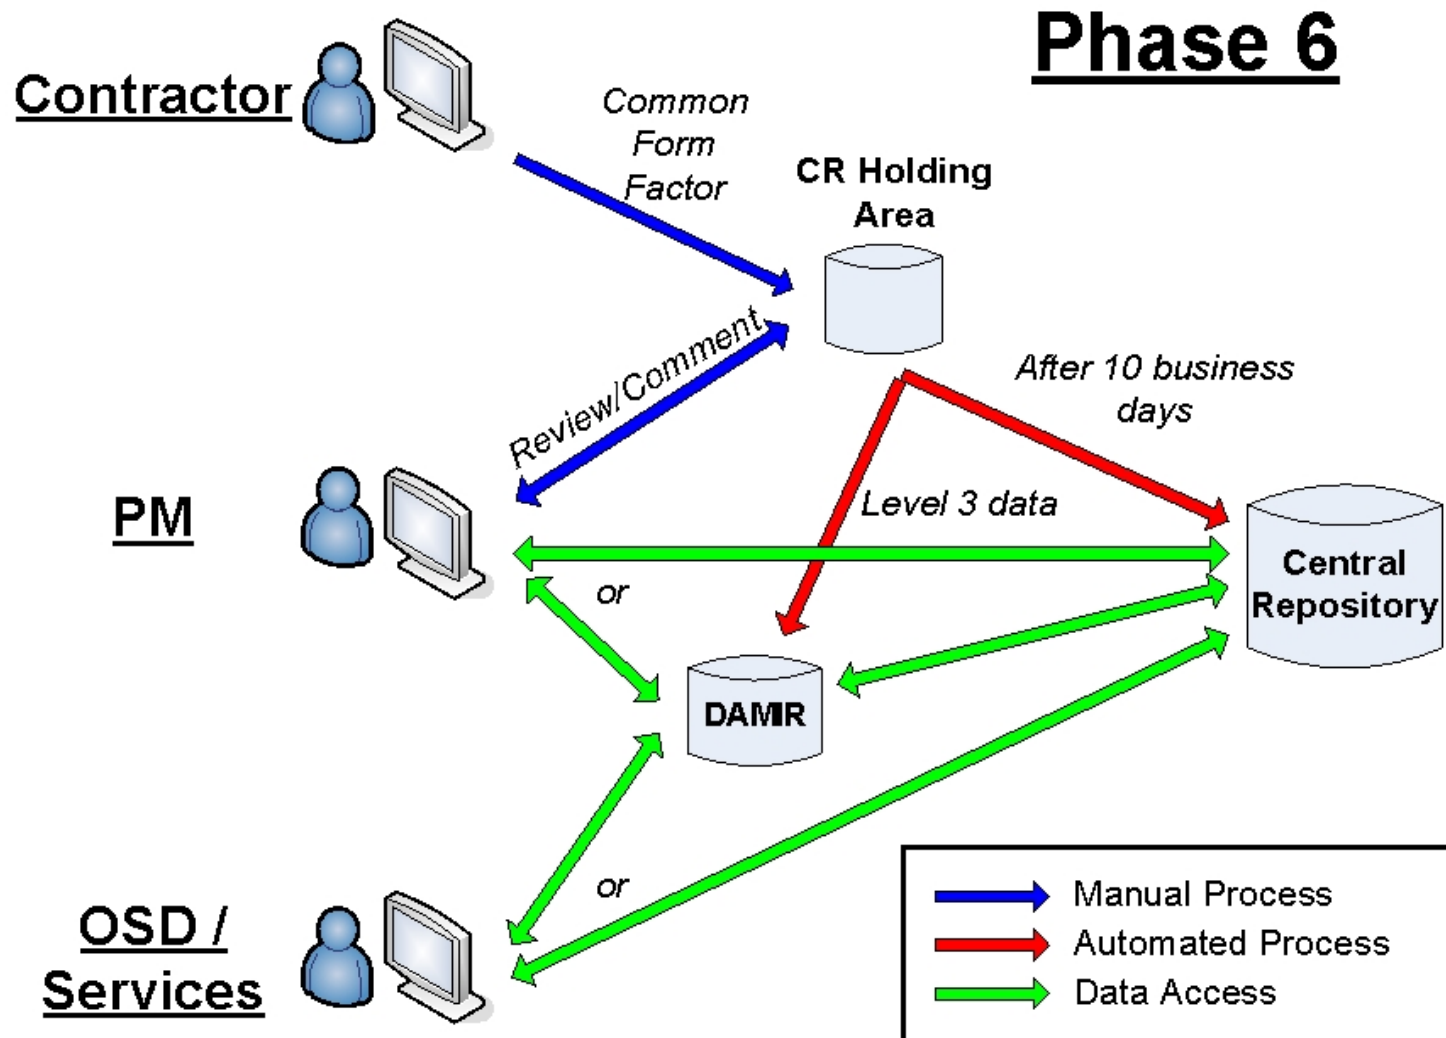 Phase 6
Contractor
Common
Form
Factor
CR Holding
Area
Review/Comment
After 10 business
days
PM
Level 3 data
Central
Repository
or
DAMIR
or
OSD /
Services
Manual Process
Automated Process
Data Access